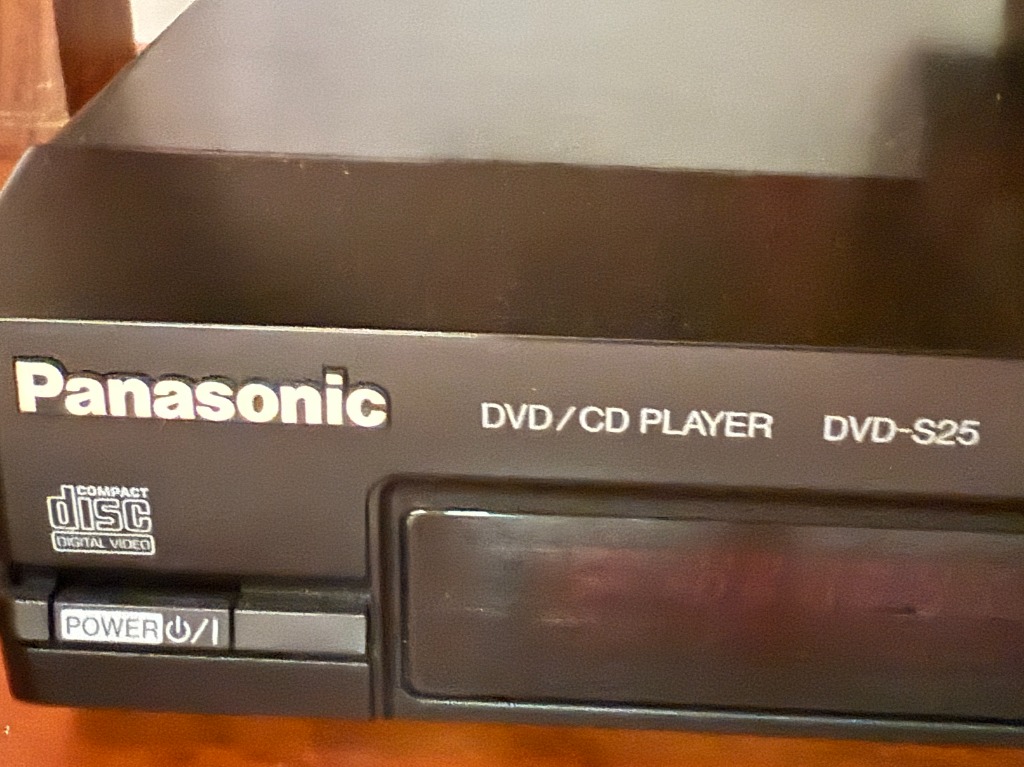 Panasonic
DVD/CD PLAYER DVD-S25
COMPACT
disc
DIGITAL VIDEO
POWER ⏻/I